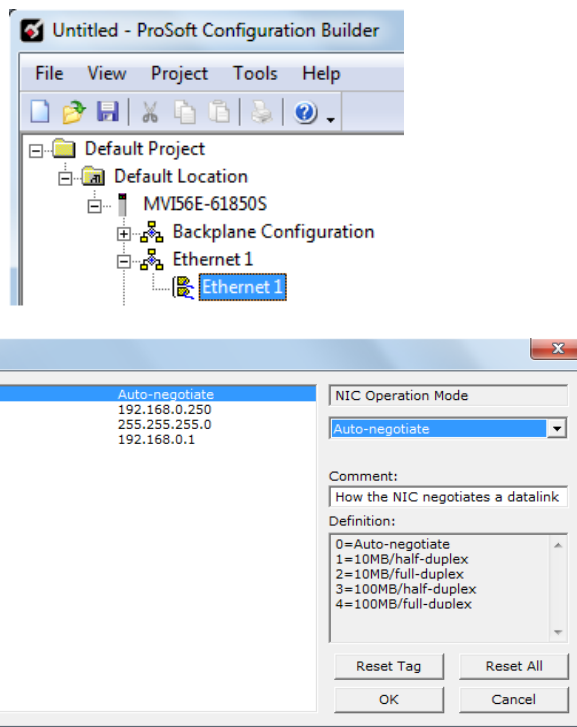 Untitled - ProSoft Configuration Builder
File View Project Tools Help
Default Project
Default Location
MVI56E-61850S
Backplane Configuration
Ethernet 1
Ethernet 1
Auto-negotiate
192.168.0.250
255.255.255.0
192.168.0.1
NIC Operation Mode
Auto-negotiate
Comment:
How the NIC negotiates a datalink
Definition:
0=Auto-negotiate
1=10MB/half-duplex
2=10MB/full-duplex
3=100MB/half-duplex
4=100MB/full-duplex
Reset Tag Reset All
OK Cancel